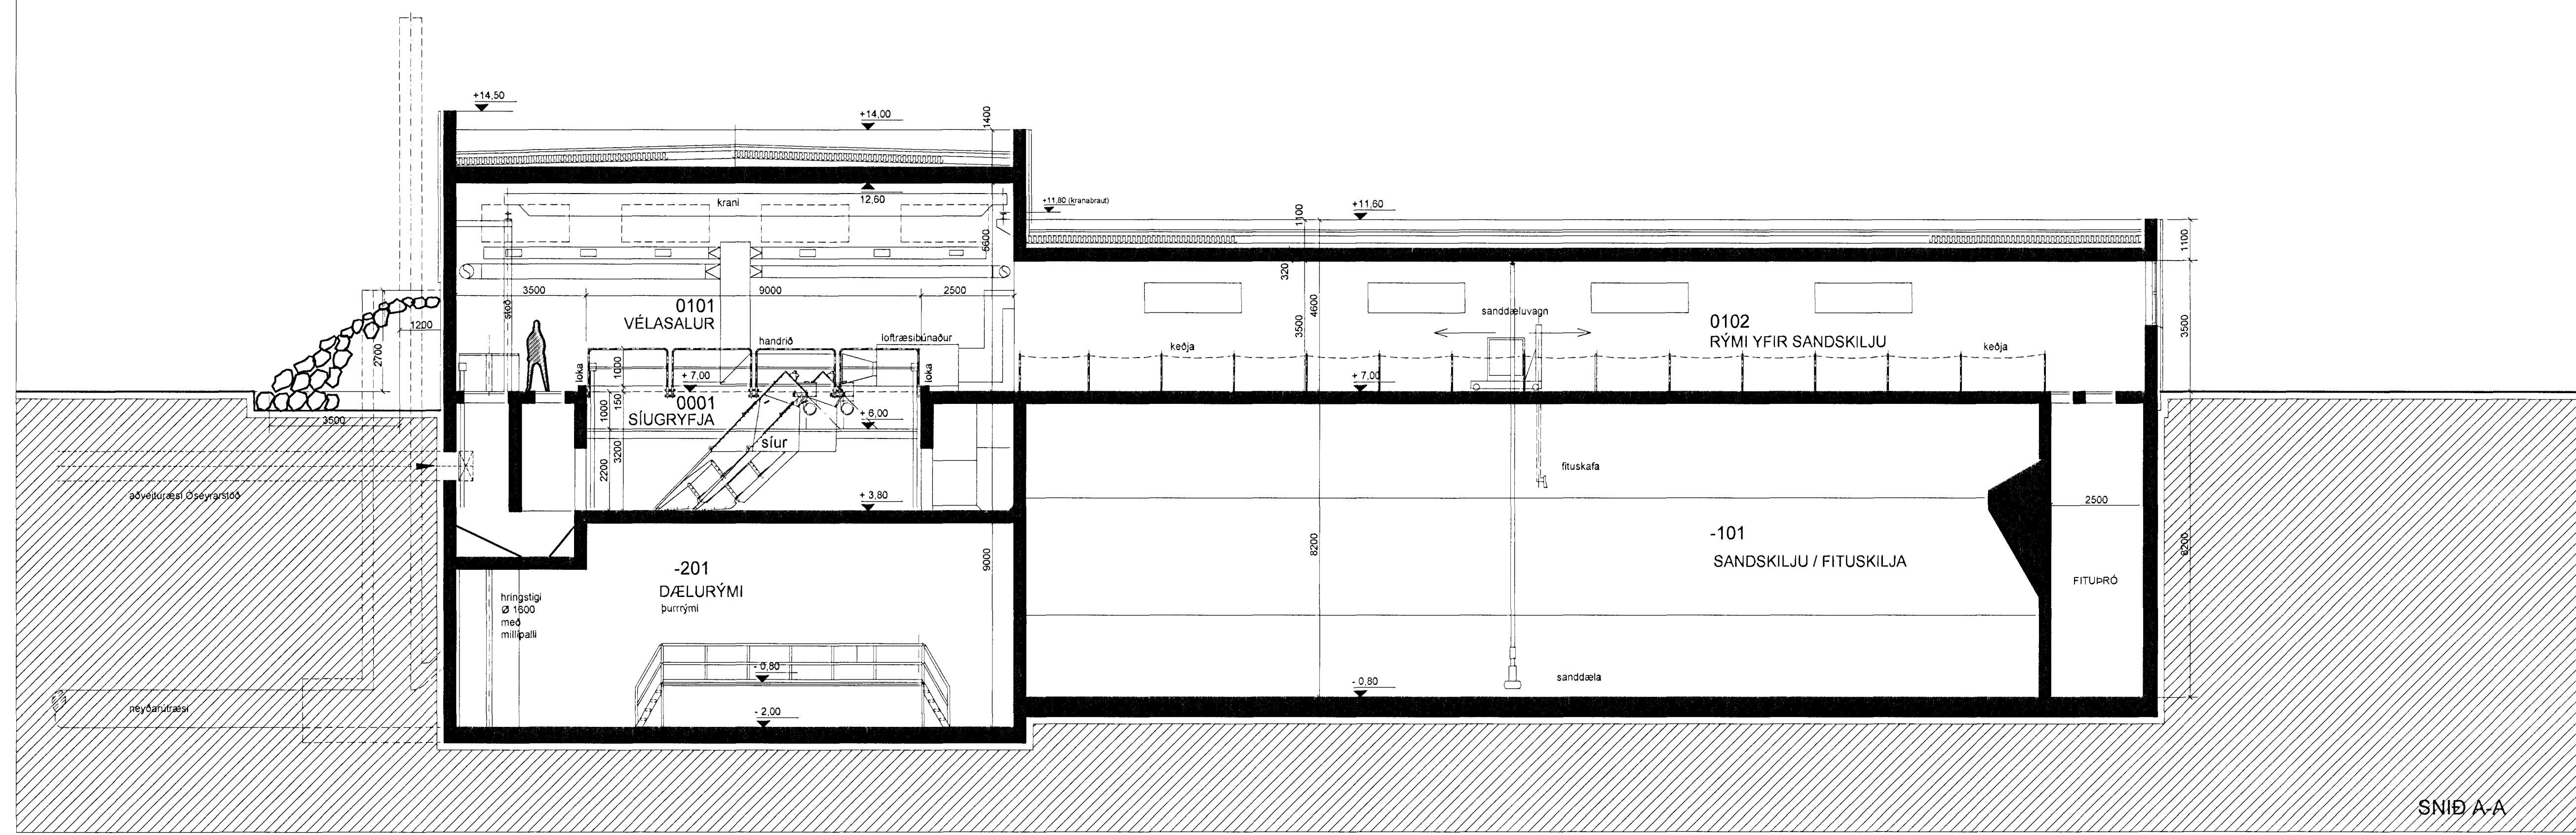 +14,50
+14,00
1400
12,60
krani
+11,80 (kranabraut)
1100
+11,60
1100
5600
320
3500
9000
2500
4600
3500
3500
stoð
0101
VÉLASALUR
sanddæluvagn
0102
RÝMI YFIR SANDSKILJU
1200
2700
handrið
loftræsibúnaður
keðja
keðja
loka
1000
loka
+ 7,00
+ 7,00
150
1000
0001
SÍUGRYFJA
+ 6,00
3500
síur
2200
3200
fituskafa
aðveituræsi Óseyrarstöð
+ 3,80
2500
-101
SANDSKILJU / FITUSKILJA
8200
8200
9000
-201
DÆLURÝMI
þurrrými
FITUÞRÓ
hringstigi
Ø 1600
með
millipalli
- 0,80
sanddæla
- 0,80
neyðarútræsi
- 2,00
SNIÐ A-A